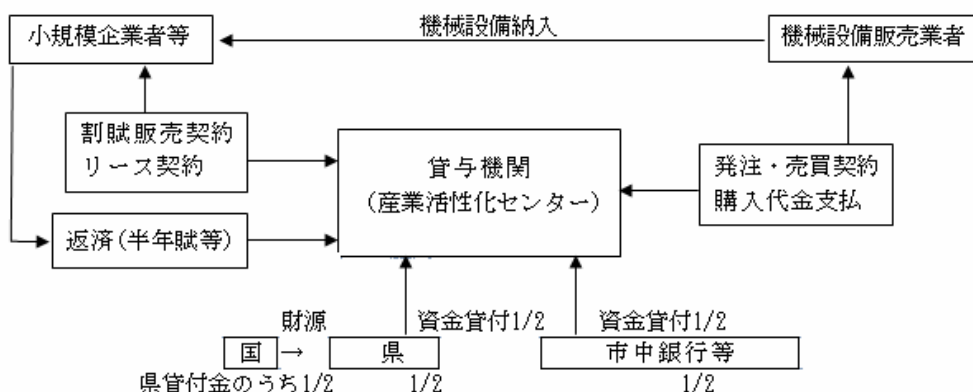 小規模企業者等
機械設備納入
機械設備販売業者
割賦販売契約
リース契約
貸与機関
(産業活性化センター)
発注・売買契約
購入代金支払
返済(半年賦等)
財源
資金貸付1/2
資金貸付1/2
国
→
県
市中銀行等
県貸付金のうち1/2
1/2
1/2